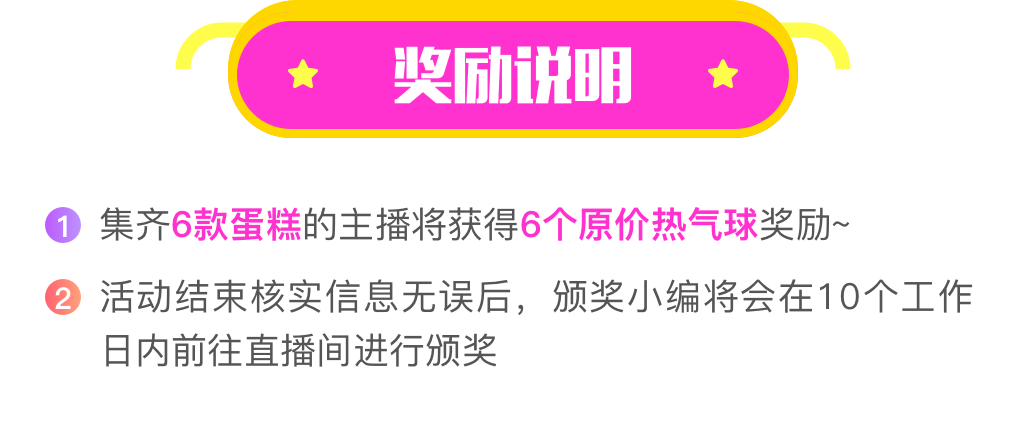 奖励说明
1 集齐6款蛋糕的主播将获得6个原价热气球奖励~
2 活动结束核实信息无误后，颁奖小编将会在10个工作
日内前往直播间进行颁奖